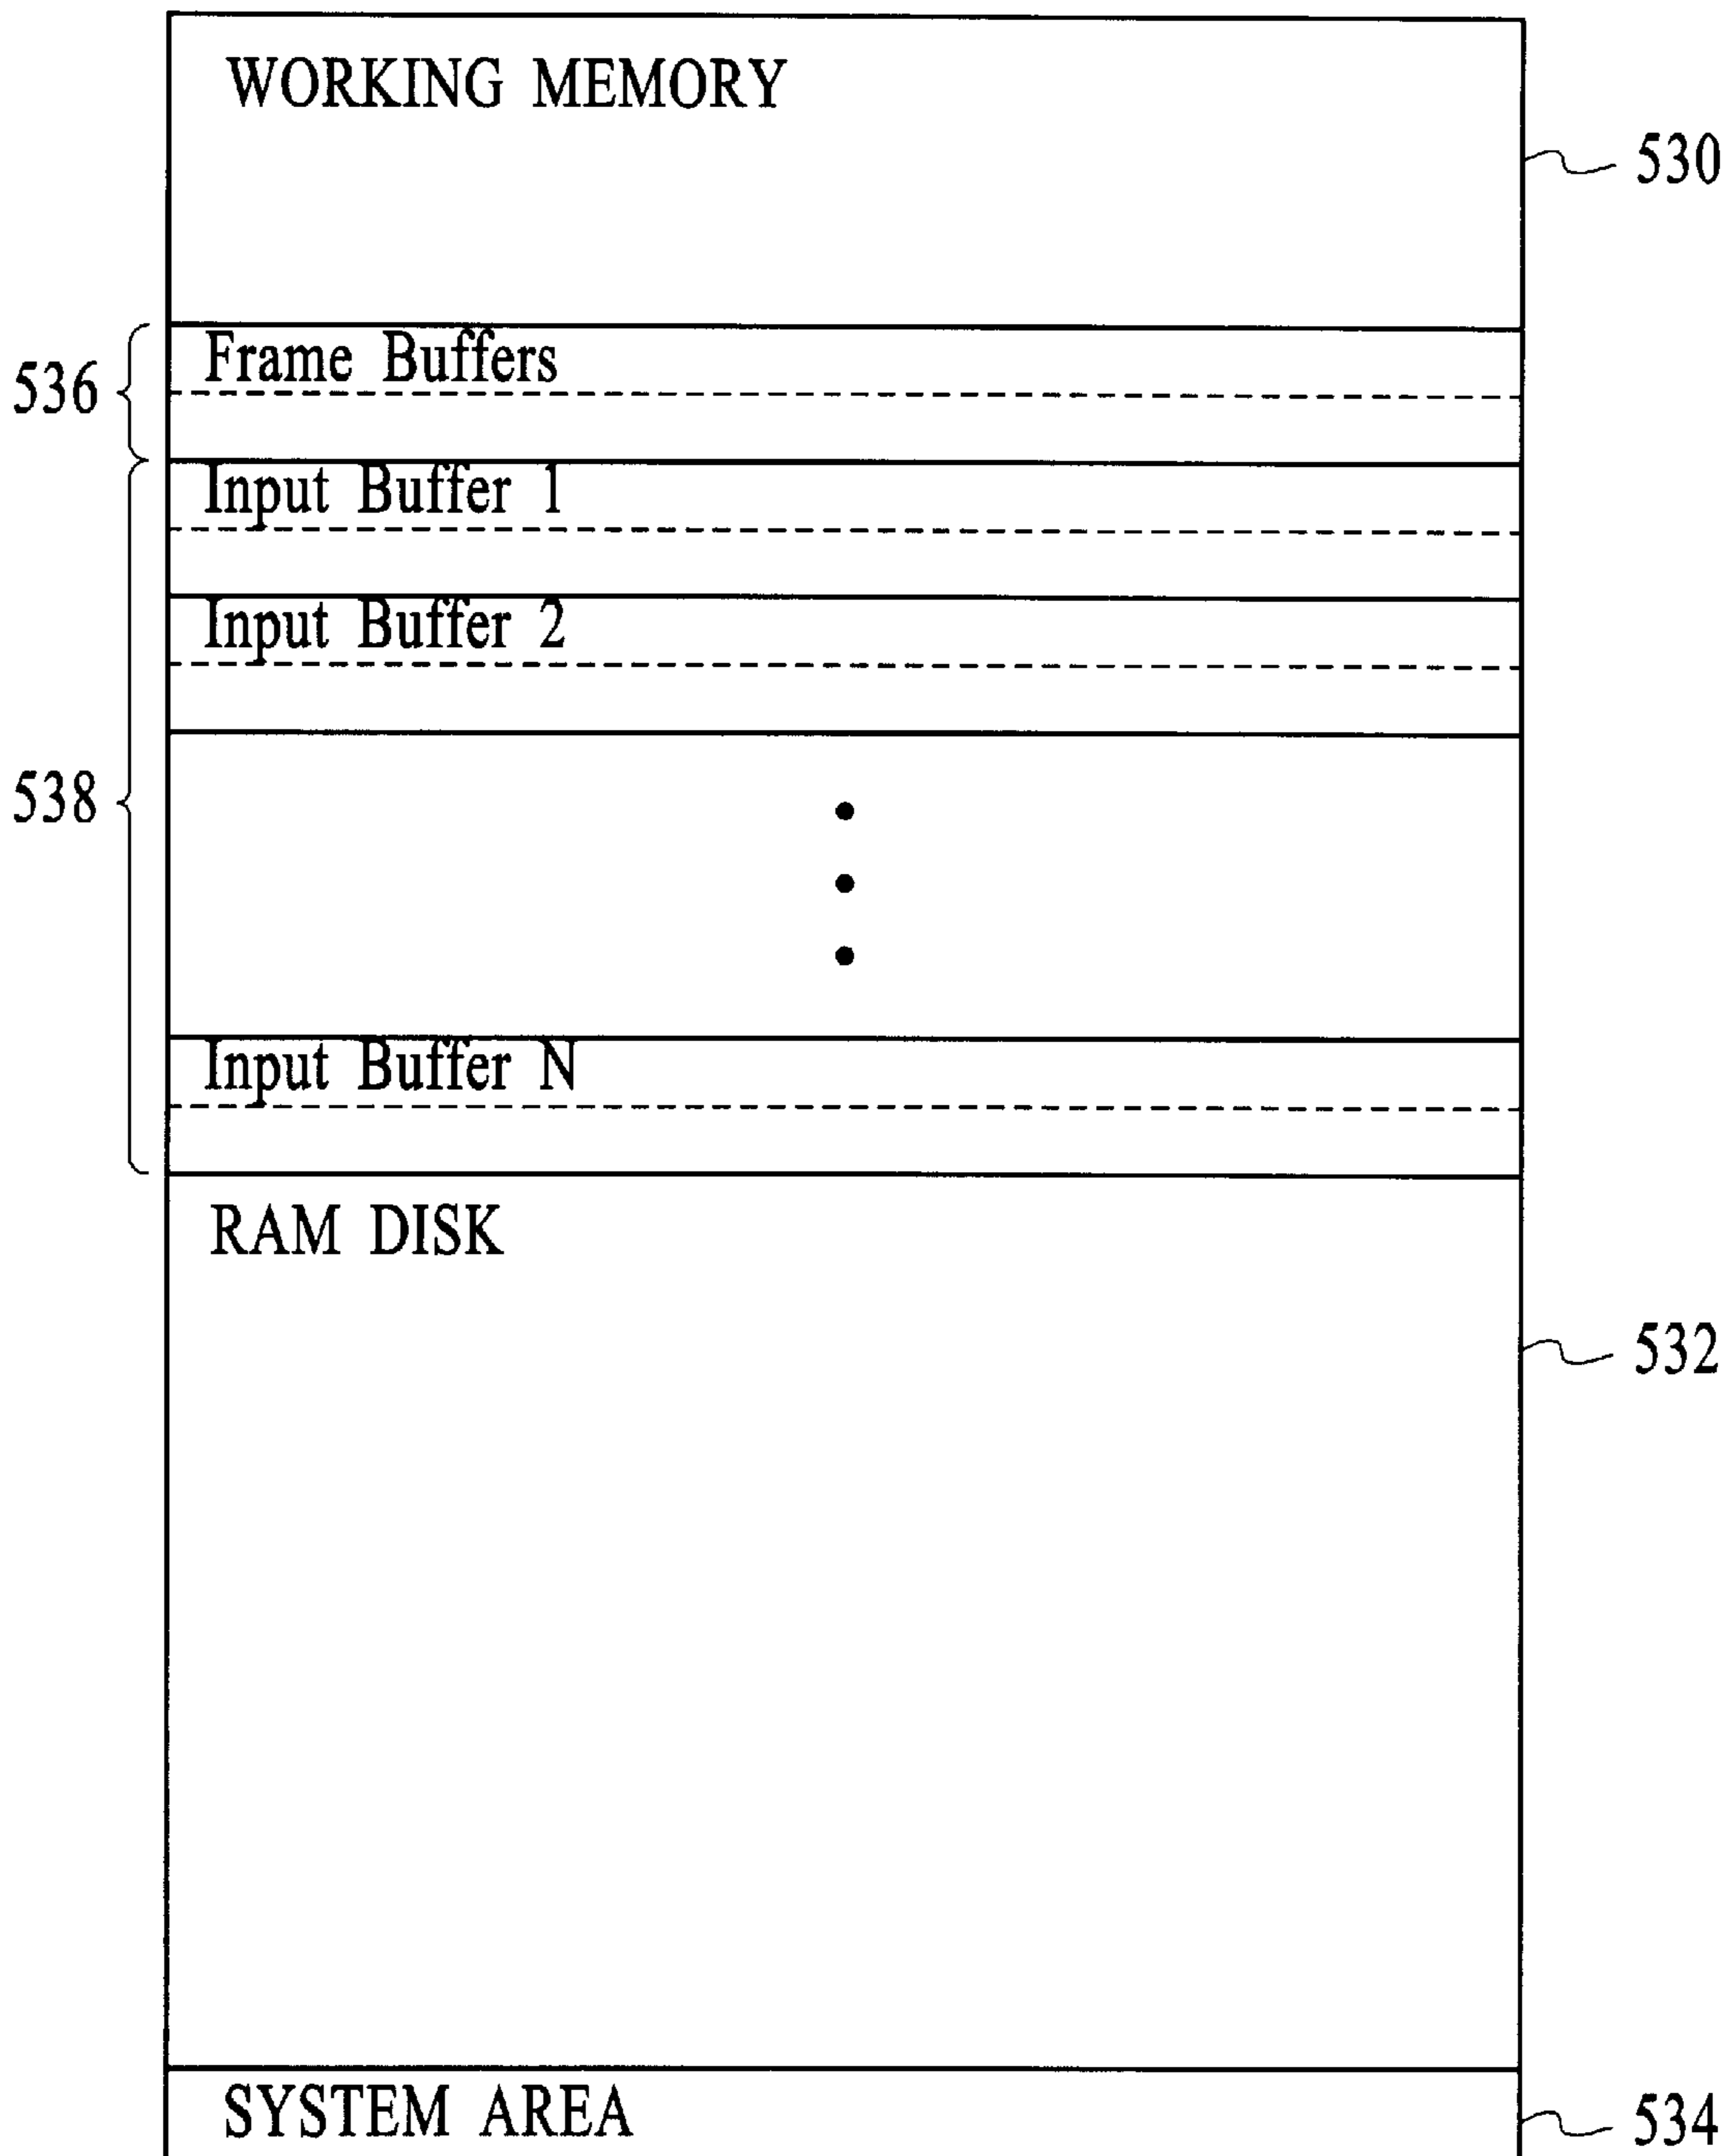 WORKING MEMORY
530
Frame Buffers
536
Input Buffer 1
Input Buffer 2
538
Input Buffer N
RAM DISK
532
SYSTEM AREA
534